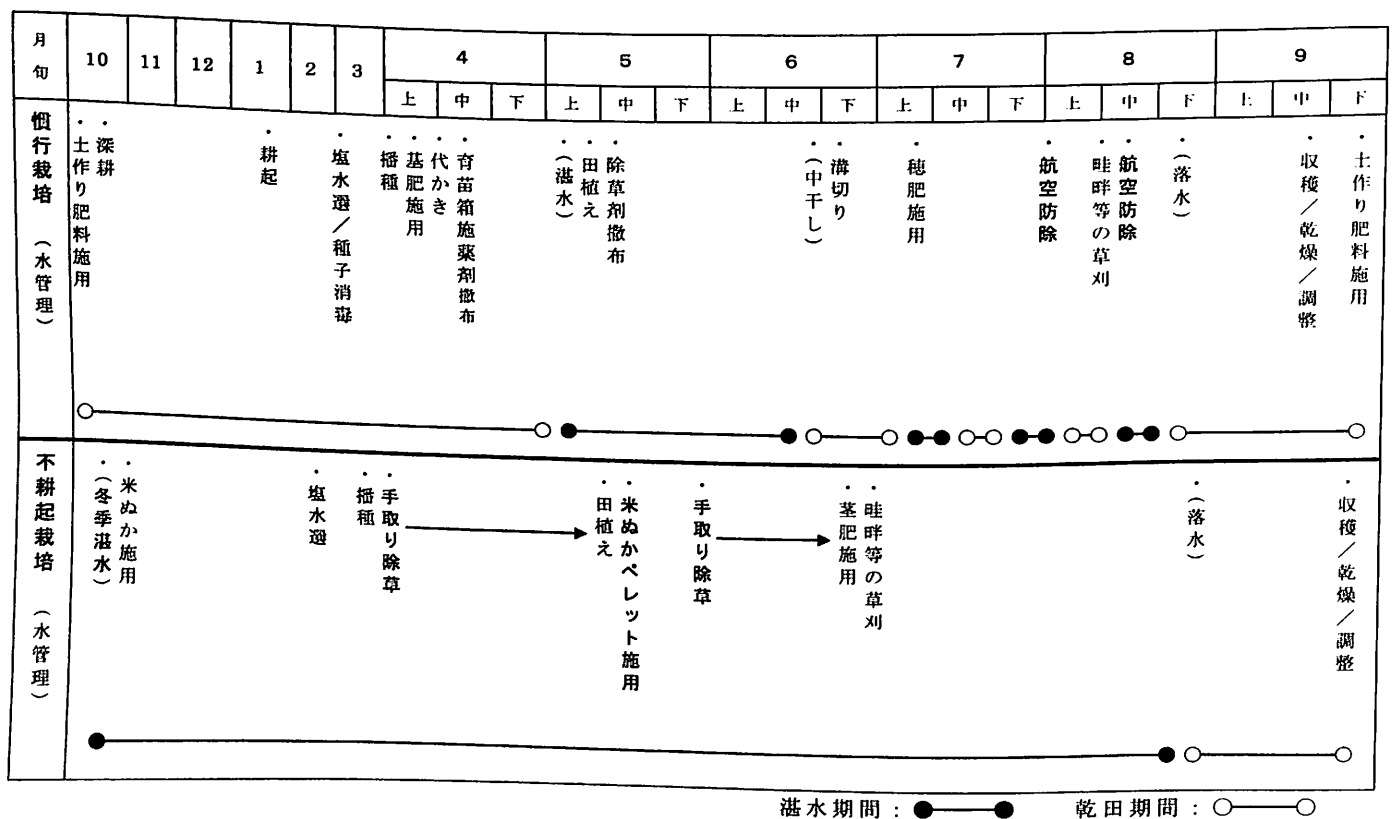 月
旬
10
11
12
1
2
3
4
5
6
7
8
9
上
中
下
上
中
下
上
中
下
上
中
下
上
中
下
上
中
下
慣行栽培 (水管理)
・土作り肥料施用
・深耕
・耕起
・塩水選/種子消毒
・播種
・基肥施用
・代かき
・育苗箱施薬剤撒布
・(湛水)
・田植え
・除草剤撒布
・(中干し)
・溝切り
・穂肥施用
・航空防除
・畦畔等の草刈
・航空防除
・(落水)
・収穫/乾燥/調整
・土作り肥料施用
不耕起栽培 (水管理)
・(冬季湛水)
・米ぬか施用
・塩水選
・播種
・手取り除草
・田植え
・米ぬかペレット施用
・手取り除草
・茎肥施用
・畦畔等の草刈
・(落水)
・収穫/乾燥/調整
湛水期間:
乾田期間: